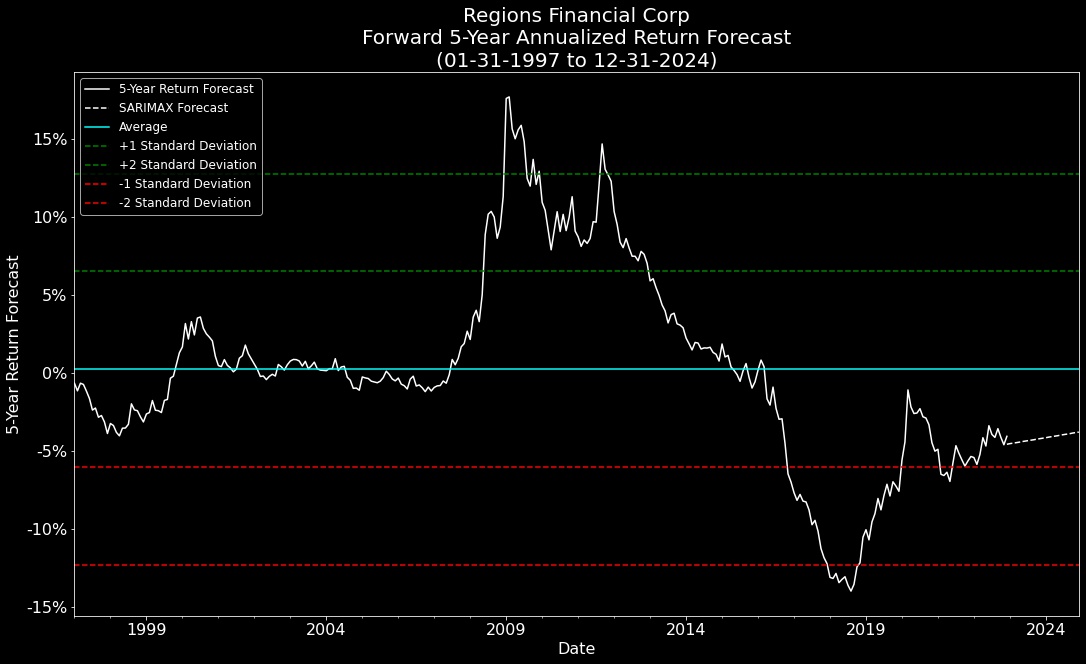 Regions Financial Corp
Forward 5-Year Annualized Return Forecast
(01-31-1997 to 12-31-2024)
5-Year Return Forecast
SARIMAX Forecast
Average
+1 Standard Deviation
+2 Standard Deviation
-1 Standard Deviation
-2 Standard Deviation
15%
10%
5%
0%
-5%
-10%
-15%
5-Year Return Forecast
1999
2004
2009
2014
2019
2024
Date